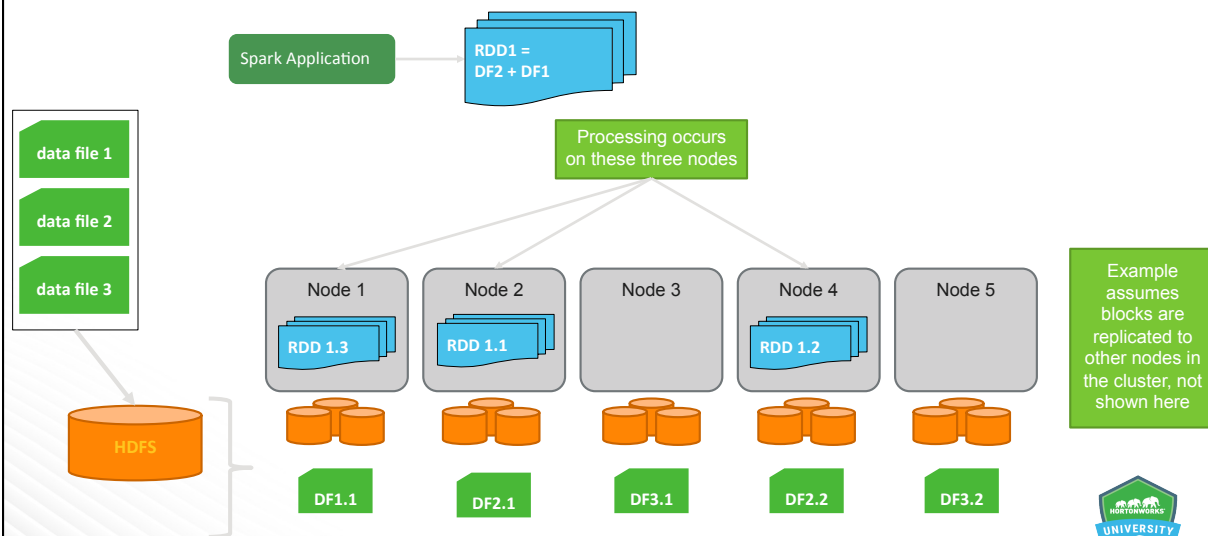 Spark Application
RDD1 =
DF2 + DF1
data file 1
data file 2
data file 3
Processing occurs
on these three nodes
Node 1
Node 2
Node 3
Node 4
Node 5
RDD 1.3
RDD 1.1
RDD 1.2
Example
assumes
blocks are
replicated to
other nodes in
the cluster, not
shown here
HDFS
DF1.1
DF2.1
DF3.1
DF2.2
DF3.2
HORTONWORKS
UNIVERSITY